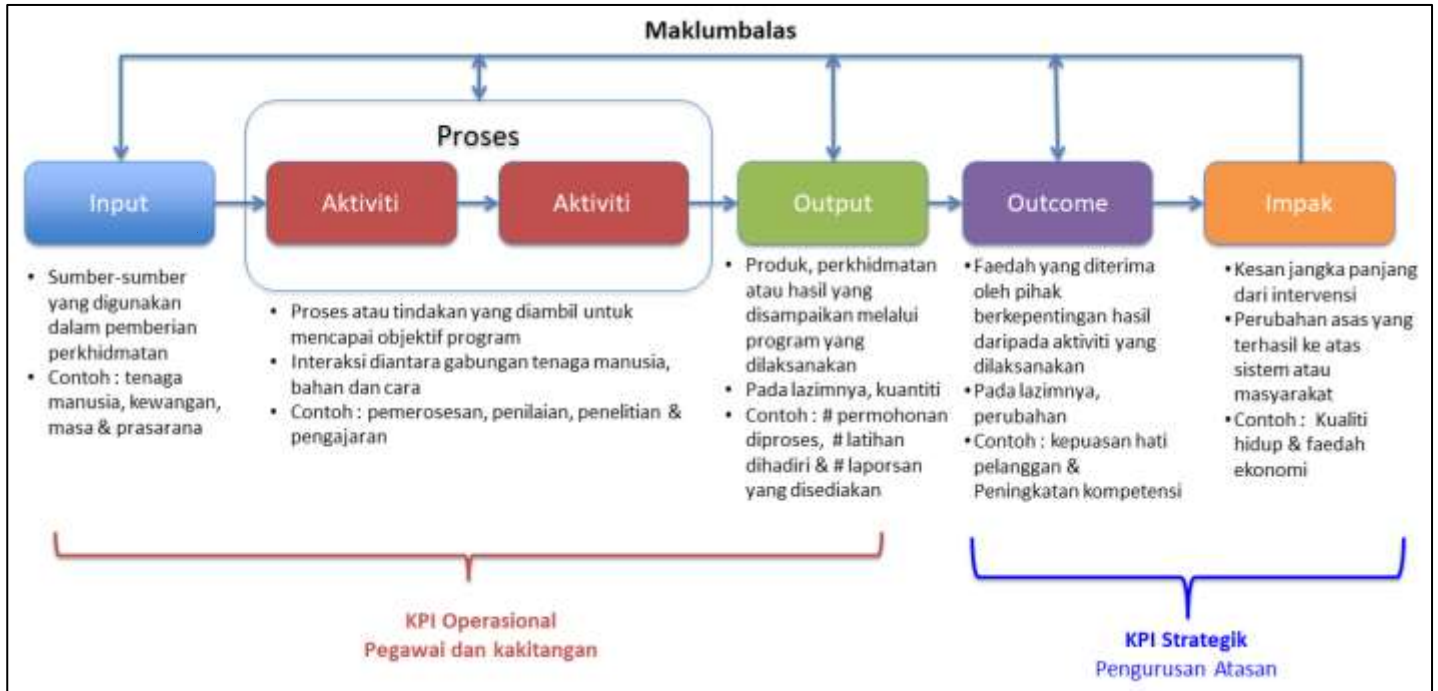 Maklumbalas
Proses
Input
Aktiviti
Aktiviti
Output
Outcome
Impak
• Sumber-sumber
yang digunakan
dalam pemberian
perkhidmatan
• Contoh : tenaga
manusia, kewangan,
masa & prasarana
• Proses atau tindakan yang diambil untuk
mencapai objektif program
• Interaksi diantara gabungan tenaga manusia,
bahan dan cara
• Contoh : pemerosesan, penilaian, penelitian &
pengajaran
• Produk, perkhidmatan
atau hasil yang
disampaikan melalui
program yang
dilaksanakan
• Pada lazimnya, kuantiti
• Contoh : # permohonan
diproses, # latihan
dihadiri & # laporsan
yang disediakan
• Faedah yang diterima
oleh pihak
berkepentingan hasil
daripada aktiviti yang
dilaksanakan
• Pada lazimnya,
perubahan
• Contoh : kepuasan hati
pelanggan &
Peningkatan kompetensi
• Kesan jangka panjang
dari intervensi
• Perubahan asas yang
terhasil ke atas
sistem atau
masyarakat
• Contoh : Kualiti
hidup & faedah
ekonomi
KPI Operasional
Pegawai dan kakitangan
KPI Strategik
Pengurusan Atasan